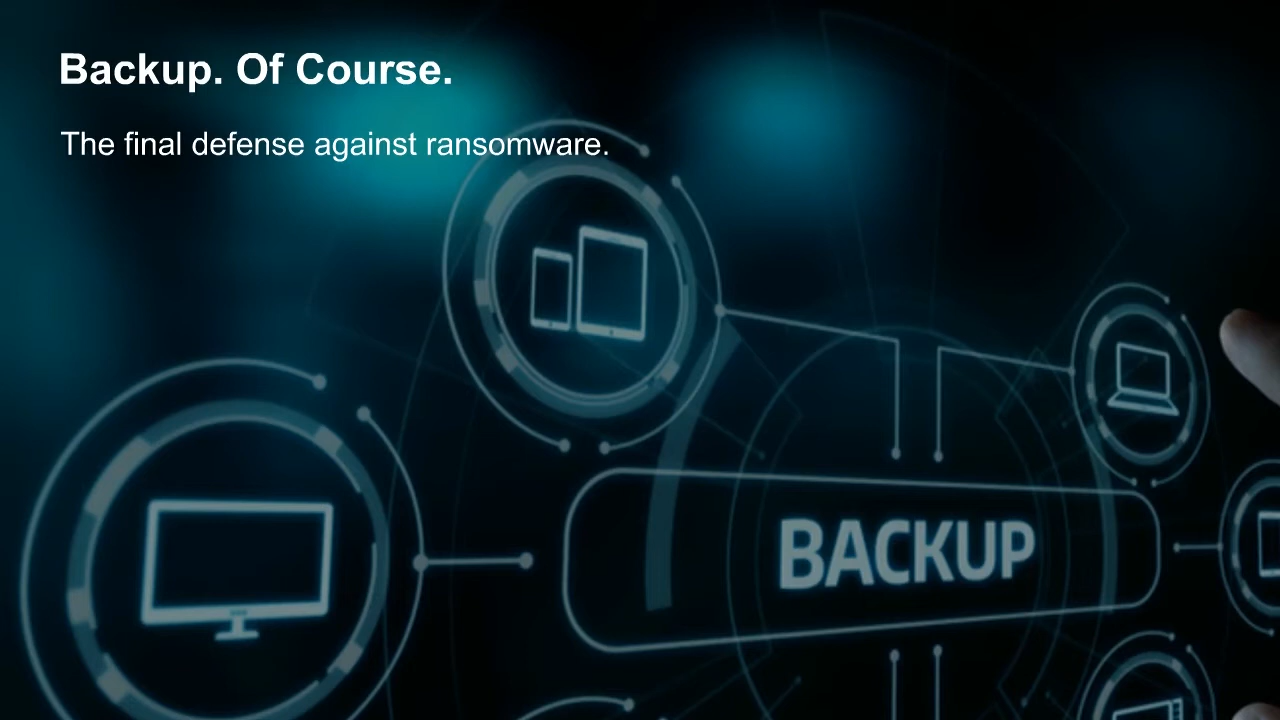 Backup. Of Course.
The final defense against ransomware.
BACKUP